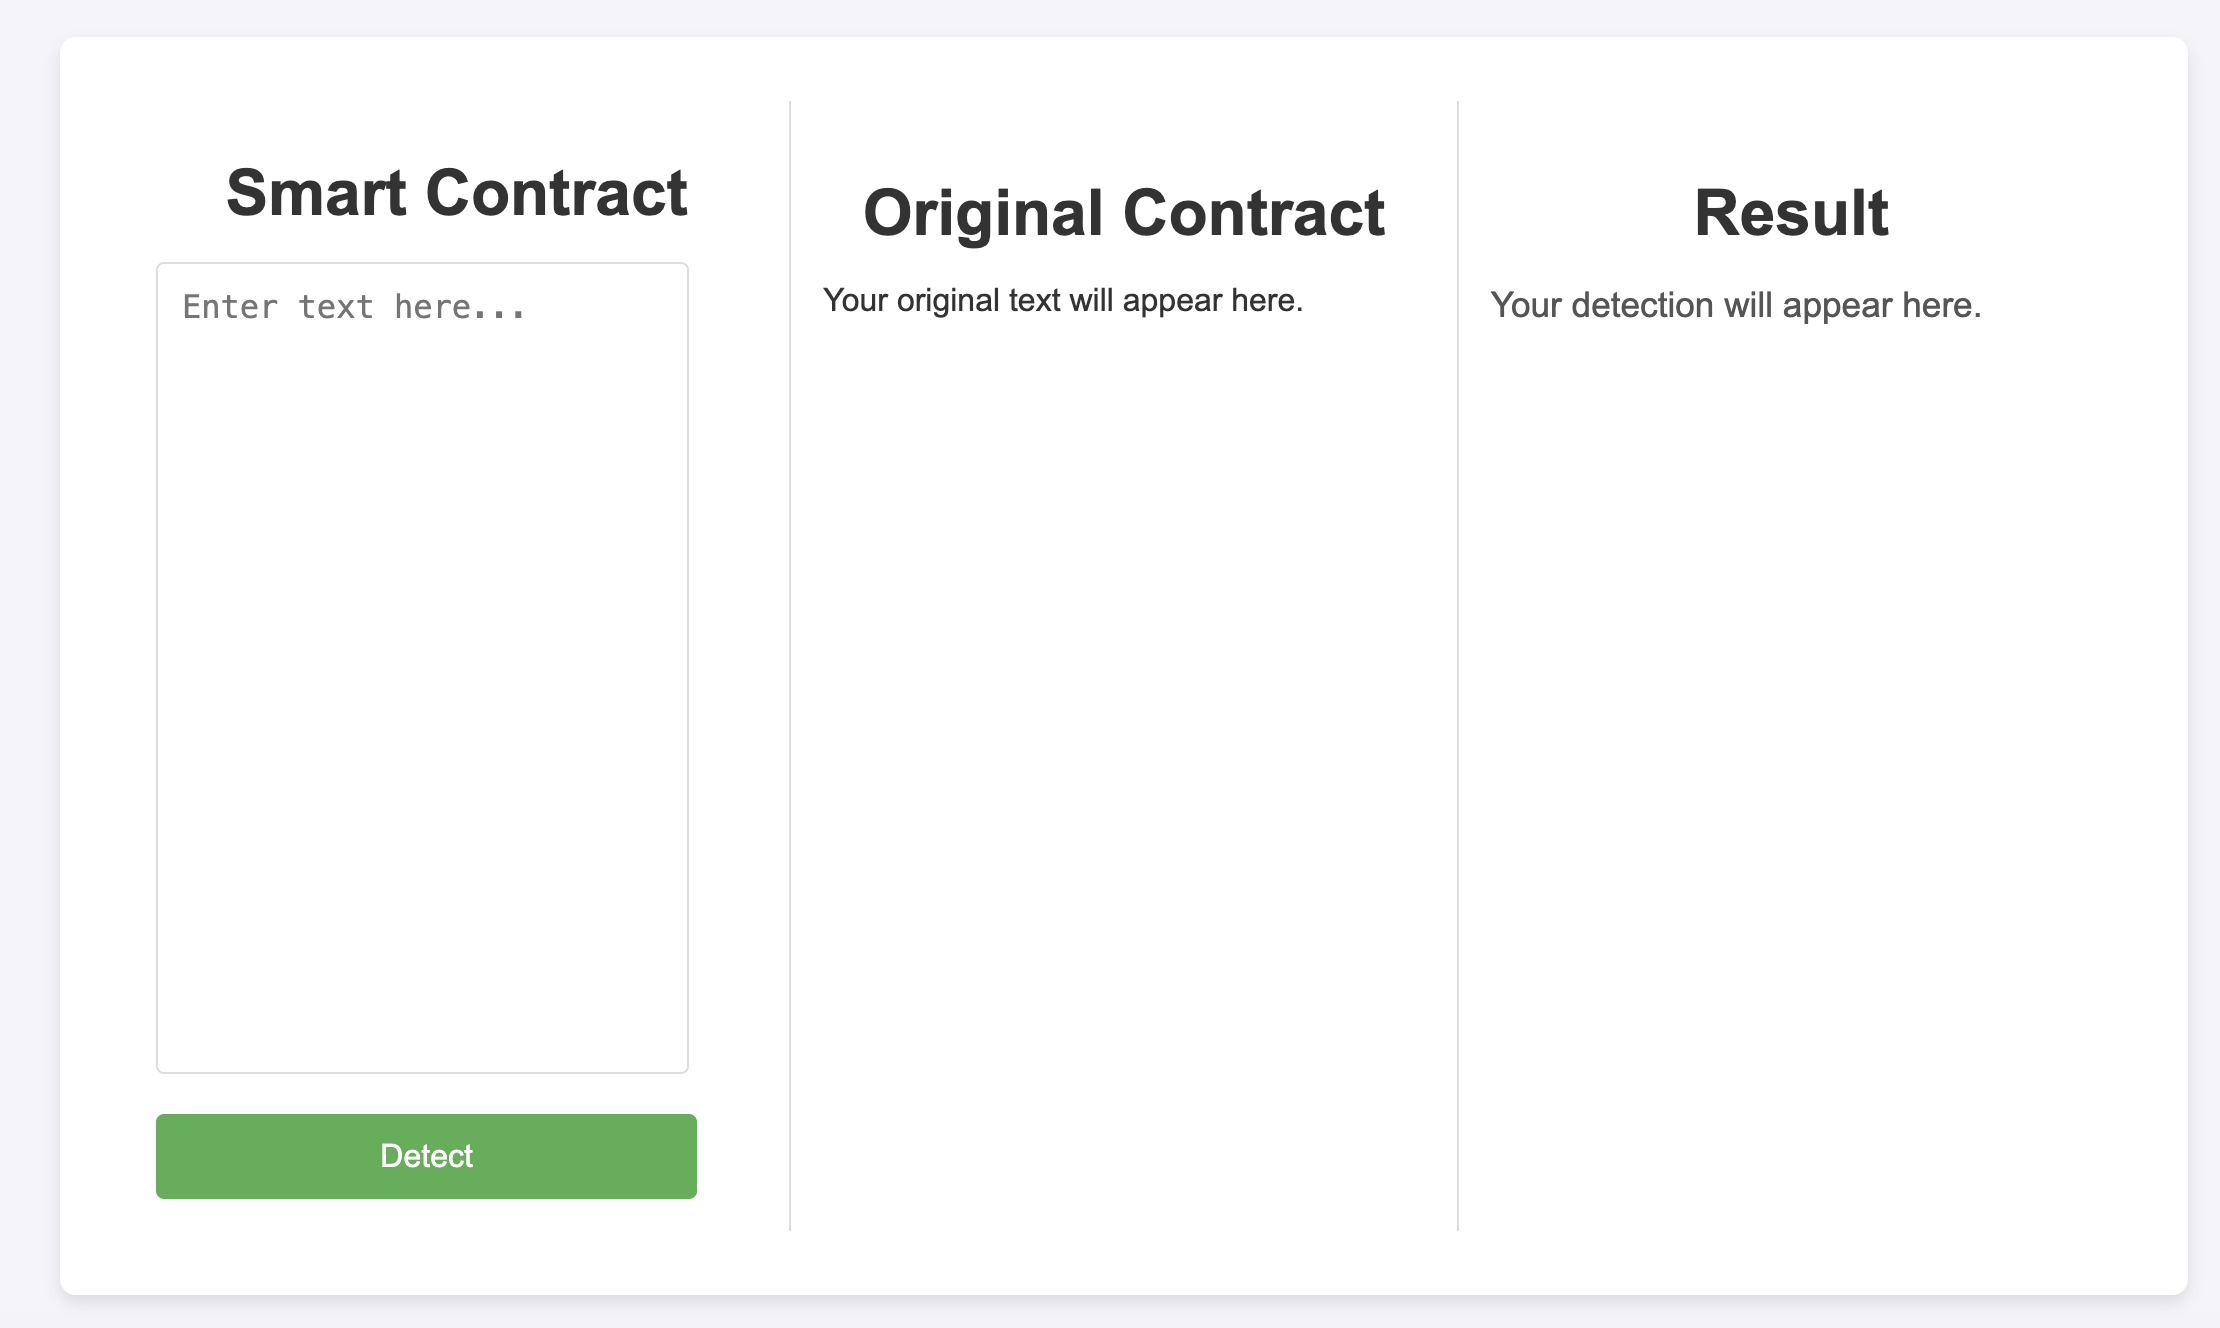 Smart Contract
Enter text here...
Detect
Original Contract
Your original text will appear here.
Result
Your detection will appear here.